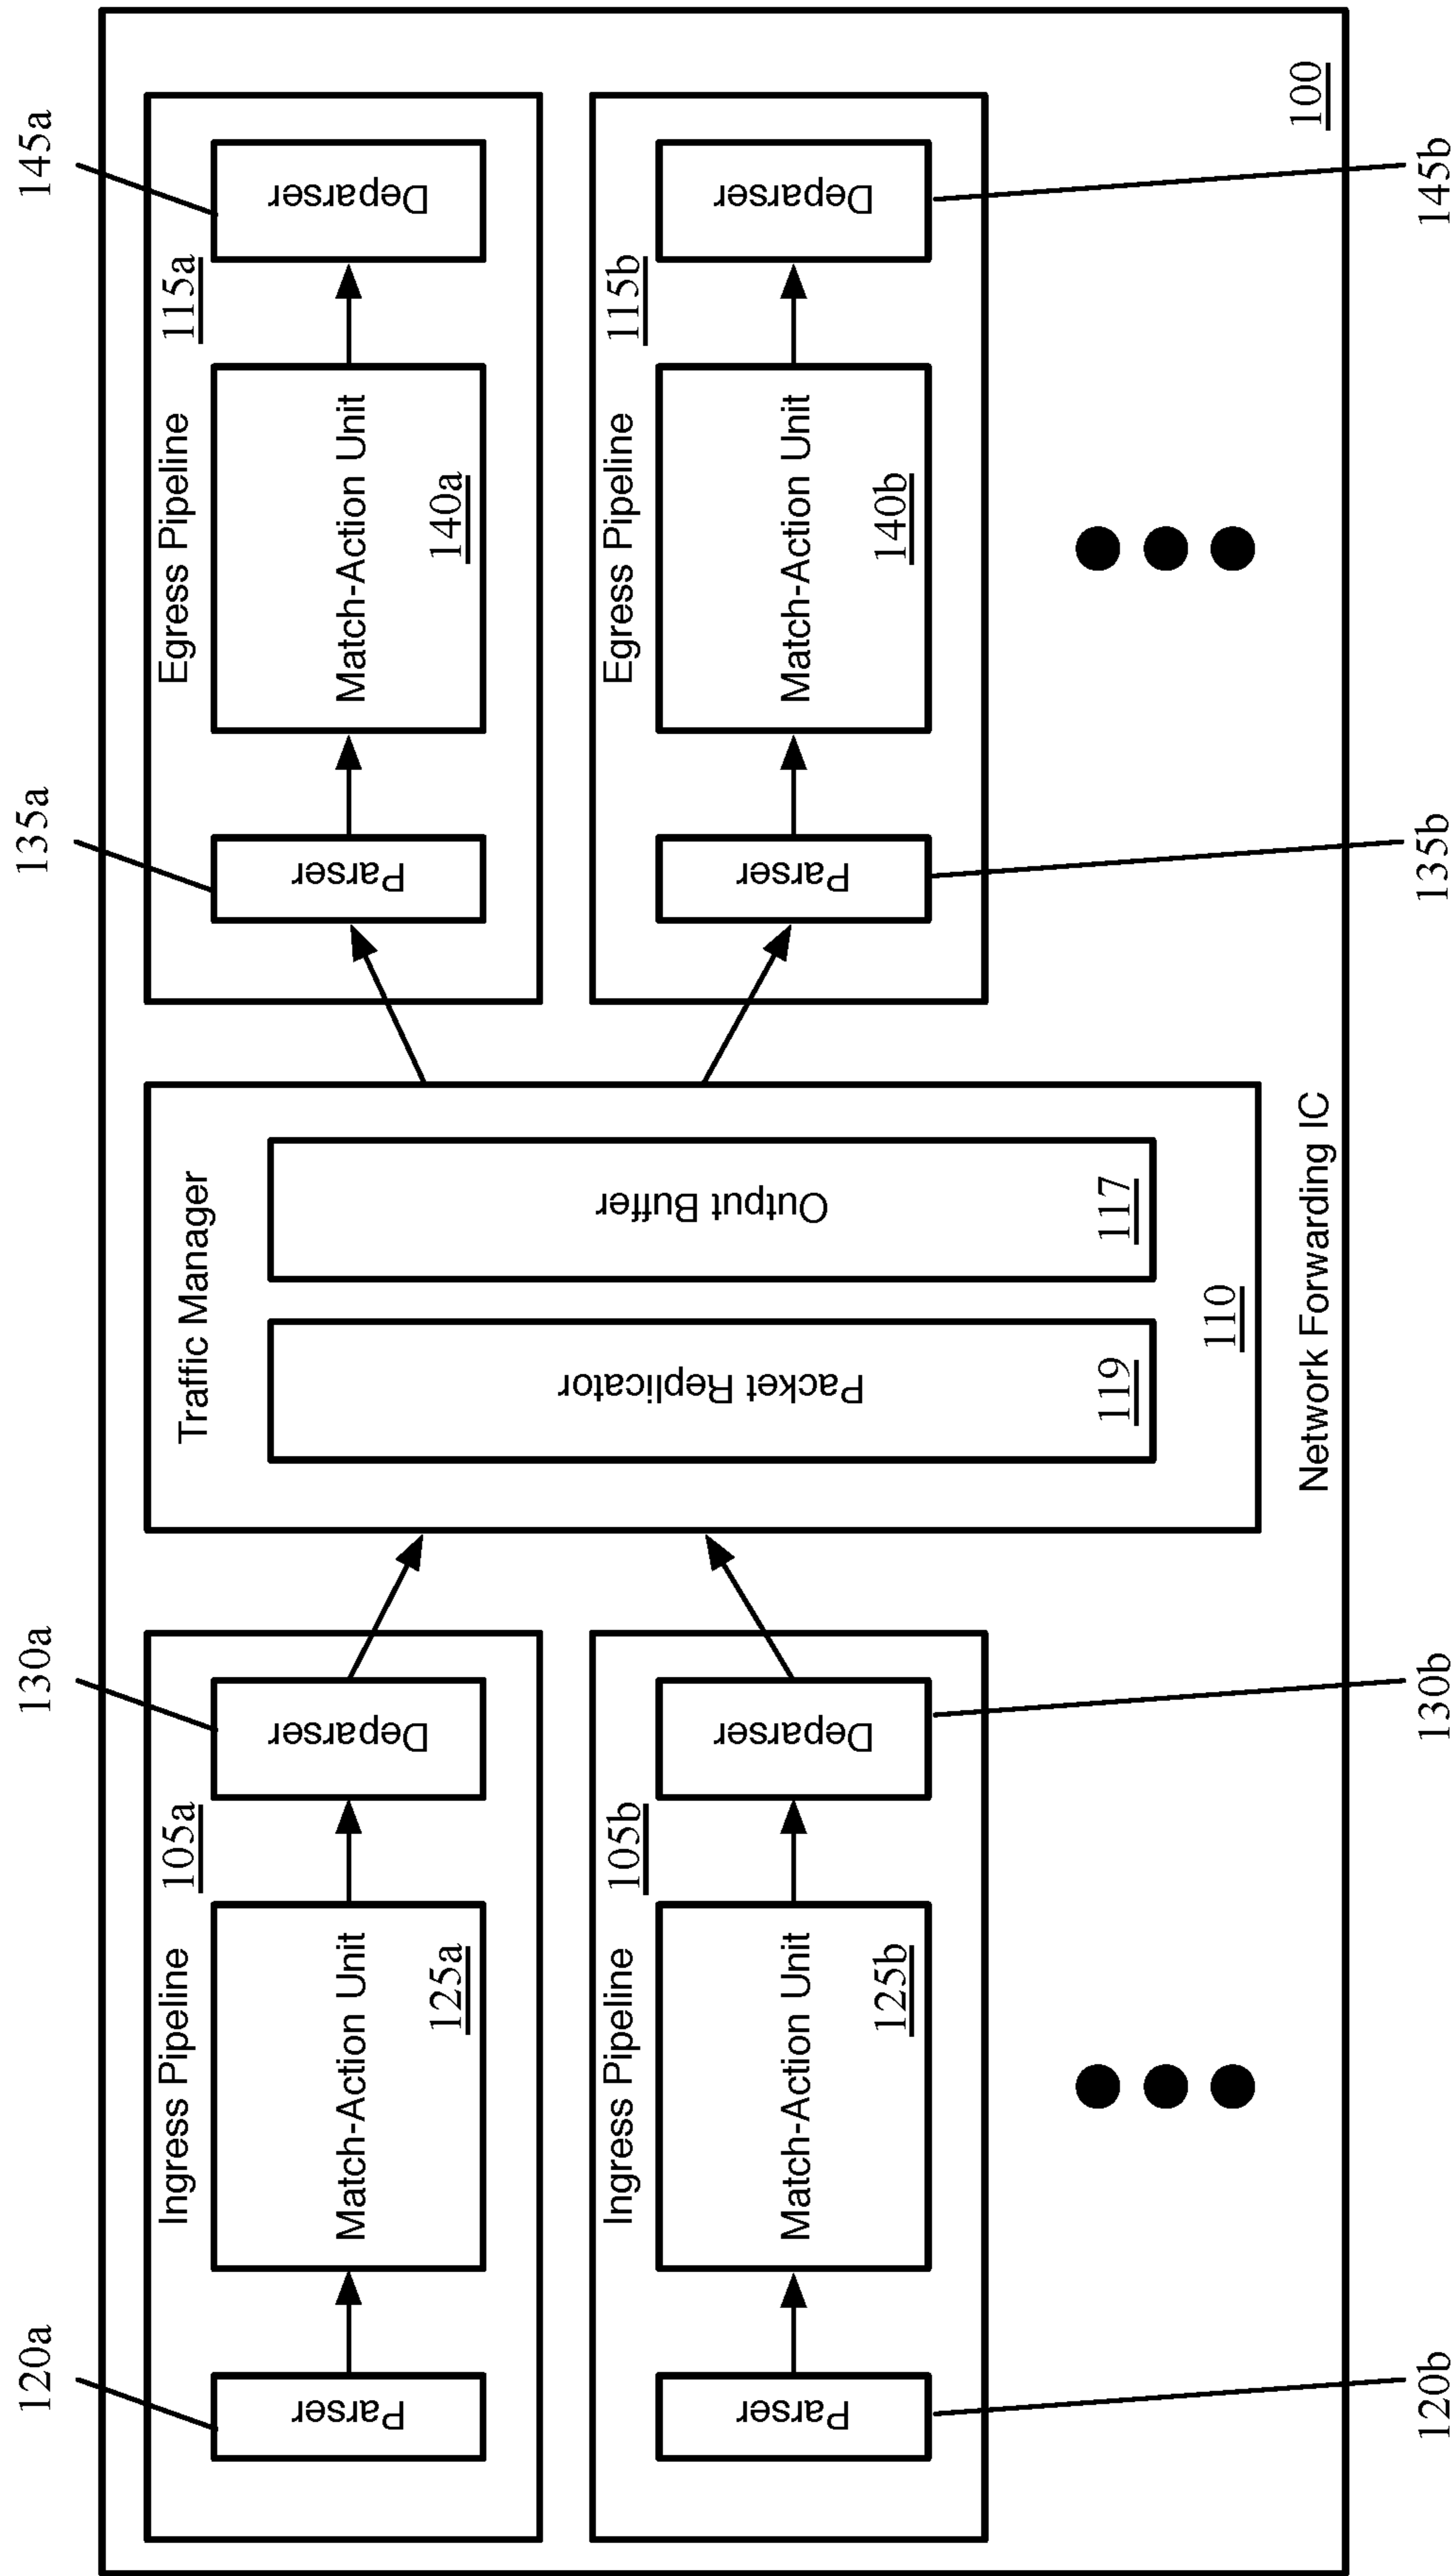 120a
130a
135a
145a
Ingress Pipeline
105a
Parser
Match-Action Unit
125a
Deparser
Ingress Pipeline
105b
Parser
Match-Action Unit
125b
Deparser
Traffic Manager
Packet Replicator
119
Output Buffer
117
110
Egress Pipeline
115a
Parser
Match-Action Unit
140a
Deparser
Egress Pipeline
115b
Parser
Match-Action Unit
140b
Deparser
Network Forwarding IC
100
120b
130b
135b
145b